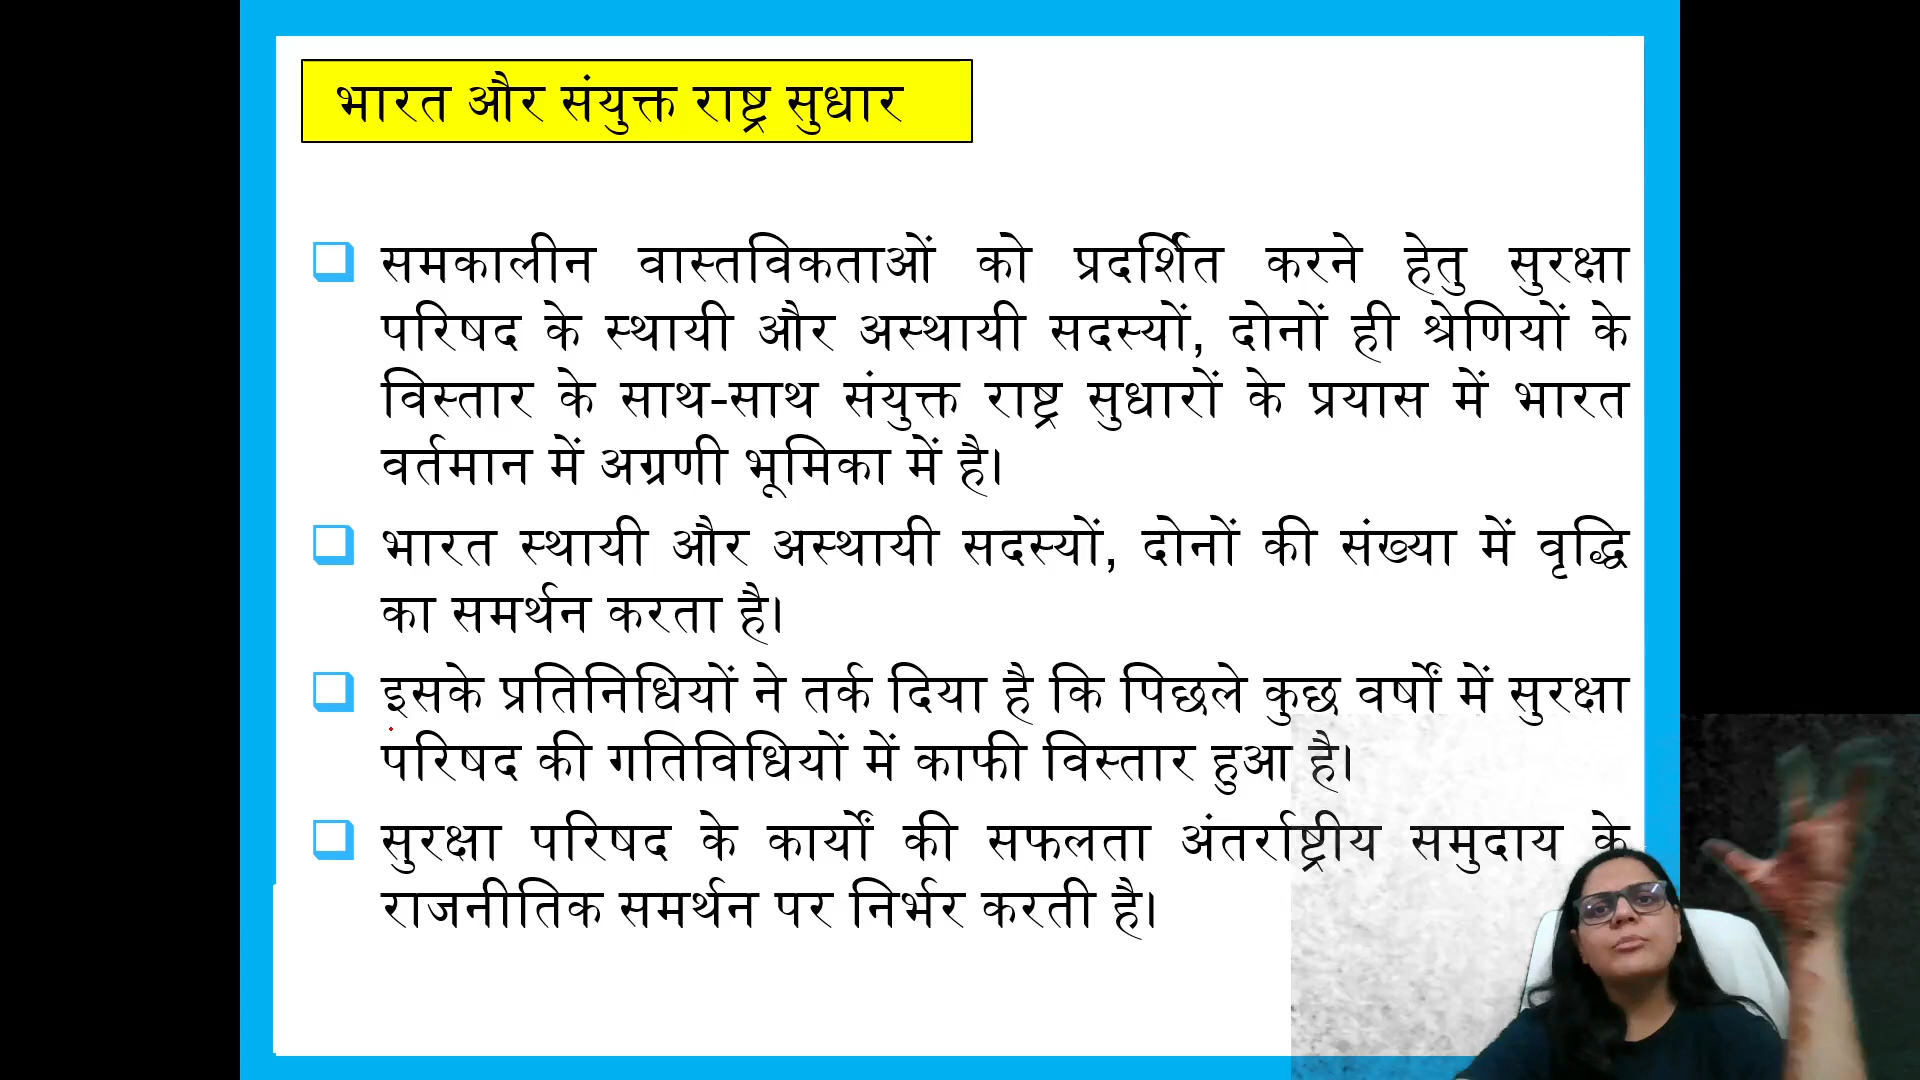 भारत और संयुक्त राष्ट्र सुधार
समकालीन वास्तविकताओं को प्रदर्शित करने हेतु सुरक्षा
परिषद के स्थायी और अस्थायी सदस्यों, दोनों ही श्रेणियों के
विस्तार के साथ-साथ संयुक्त राष्ट्र सुधारों के प्रयास में भारत
वर्तमान में अग्रणी भूमिका में है।
भारत स्थायी और अस्थायी सदस्यों, दोनों की संख्या में वृद्धि
का समर्थन करता है।
इसके प्रतिनिधियों ने तर्क दिया है कि पिछले कुछ वर्षों में सुरक्षा
परिषद की गतिविधियों में काफी विस्तार हुआ है।
सुरक्षा परिषद के कार्यों की सफलता अंतर्राष्ट्रीय समुदाय के
राजनीतिक समर्थन पर निर्भर करती है।